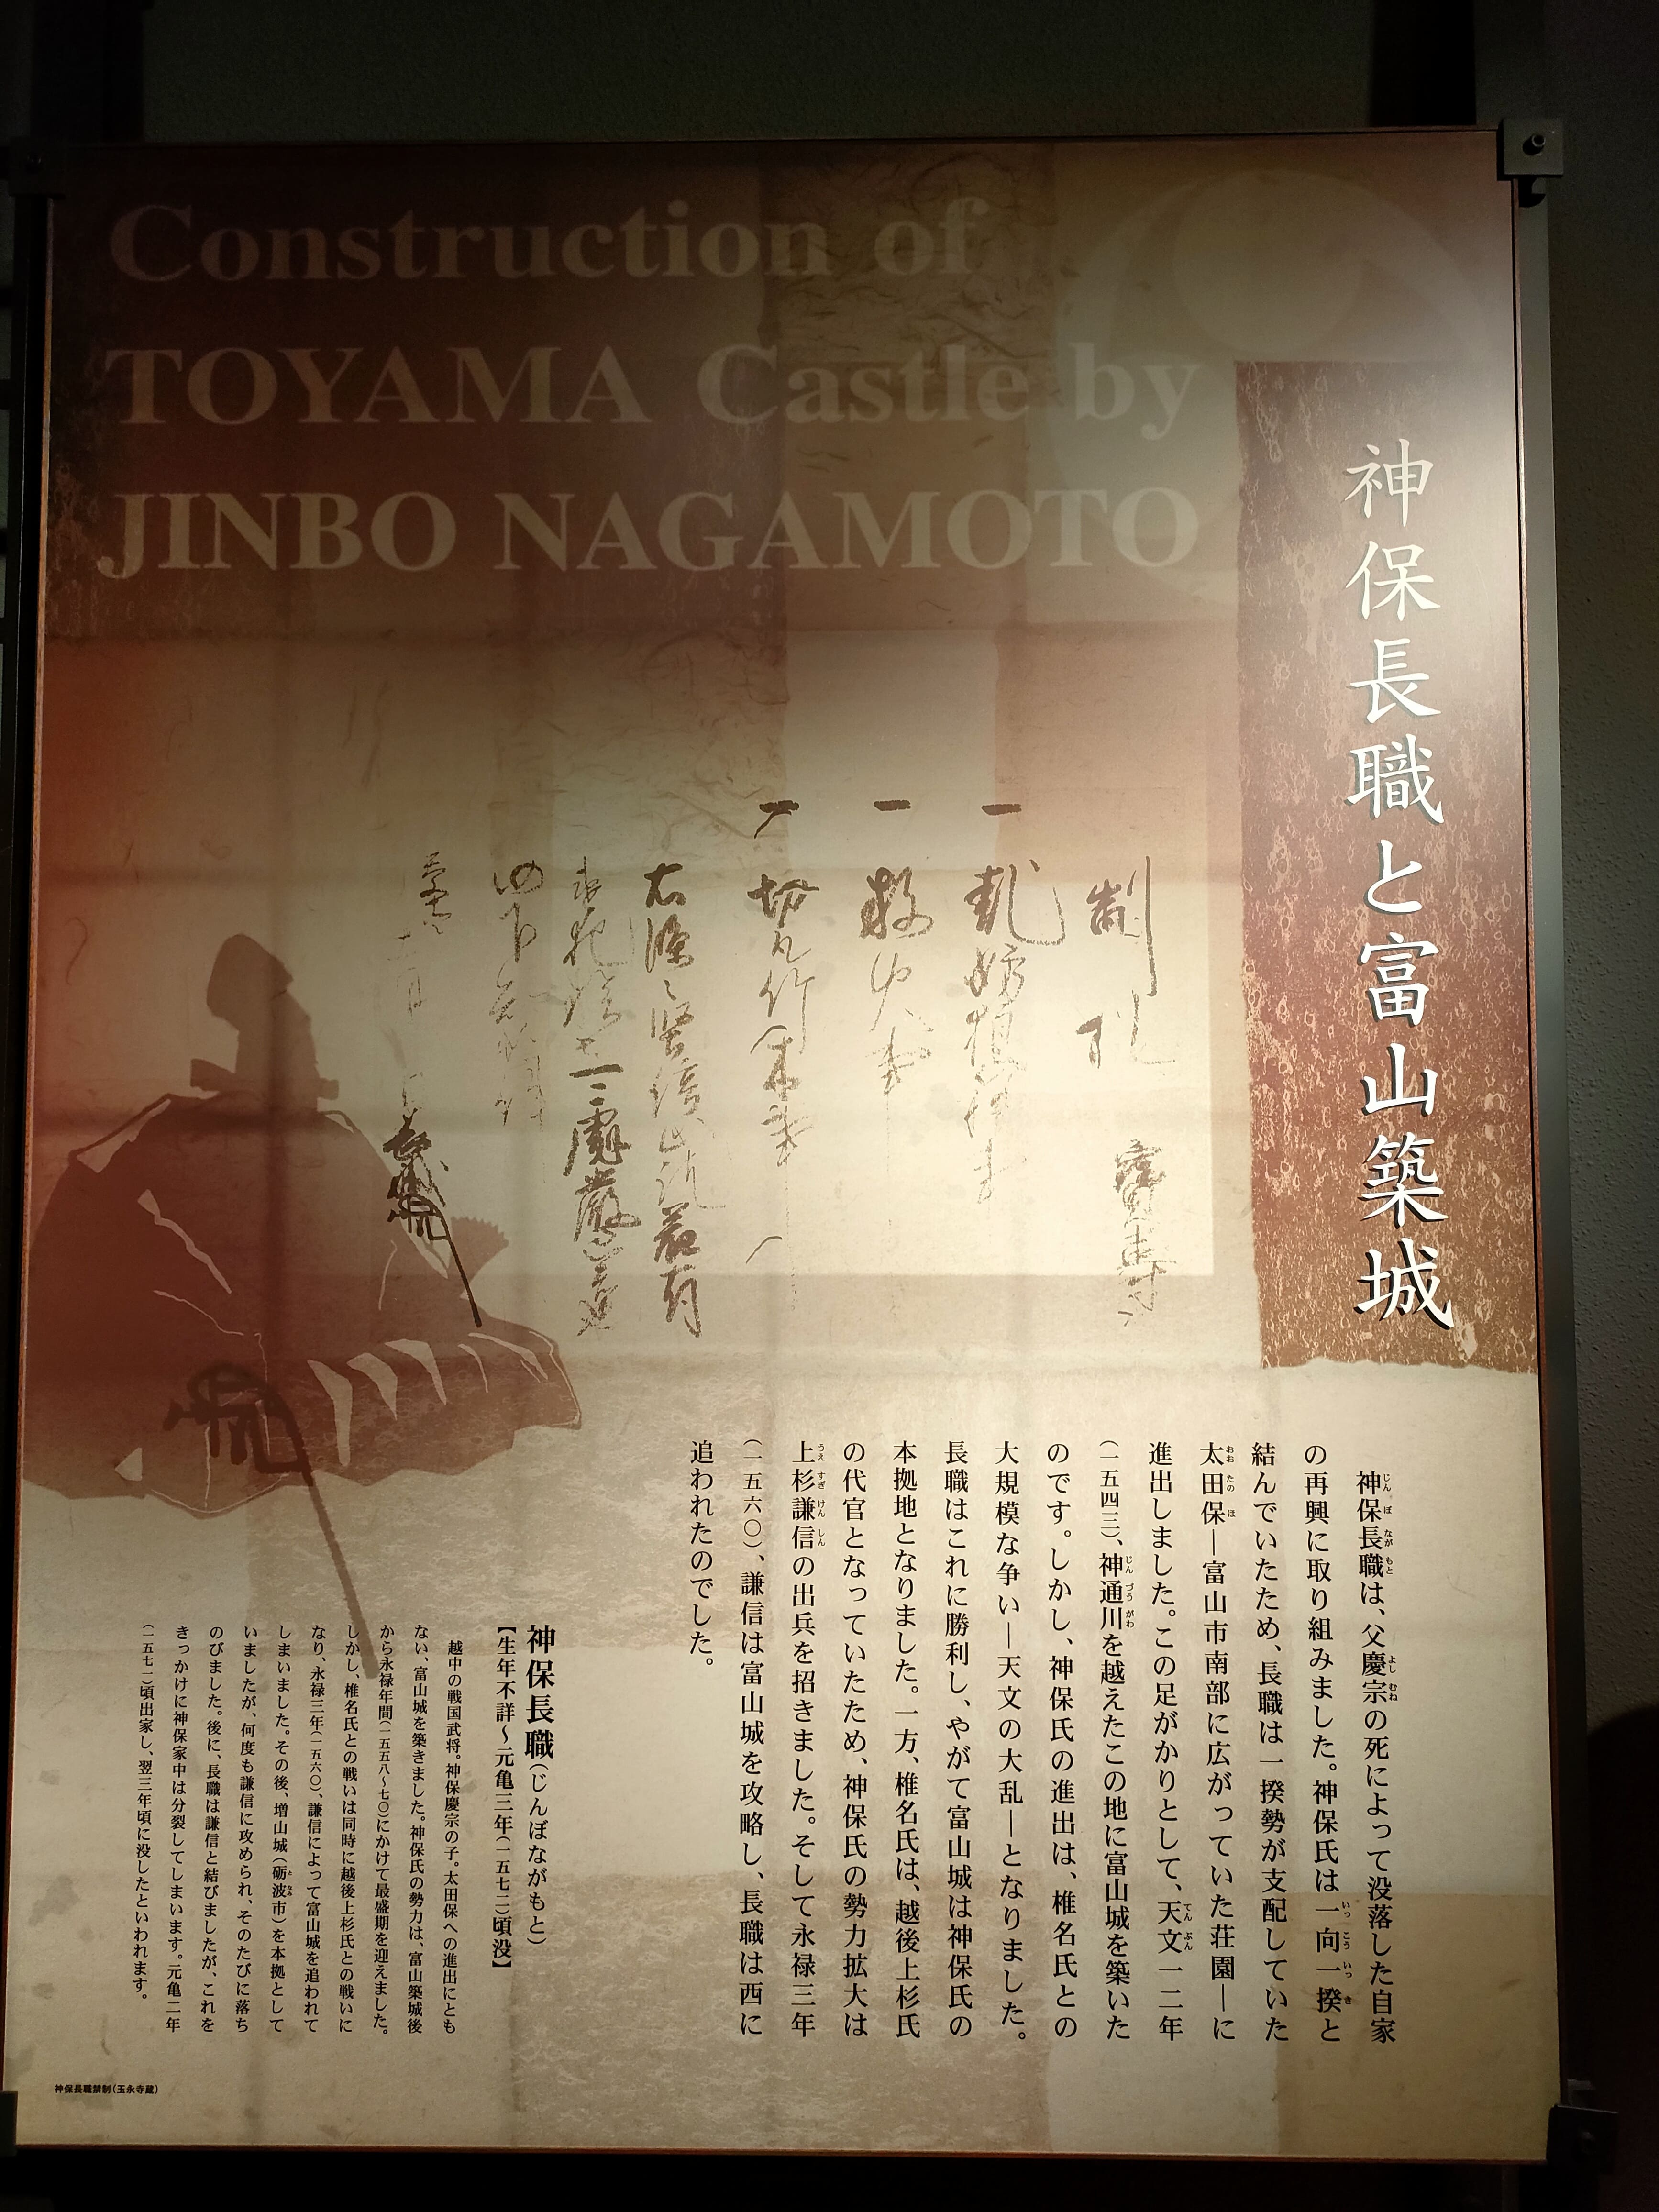 Construction of
TOYAMA Castle by
JINBO NAGAMOTO
神保長職と富山築城
制札
神保長職は、父慶宗の死によって没落した自家
の再興に取り組みました。神保氏は一向一揆と
結んでいたため、長職は一揆勢が支配していた
太田保―富山市南部に広がっていた荘園―に
進出しました。この足がかりとして、天文一二年
(一五四三)、神通川を越えたこの地に富山城を築いた
のです。しかし、神保氏の進出は、椎名氏との
大規模な争い―天文の大乱―となりました。
長職はこれに勝利し、やがて富山城は神保氏の
本拠地となりました。一方、椎名氏は、越後上杉氏
の代官となっていたため、神保氏の勢力拡大は
上杉謙信の出兵を招きました。そして永禄三年
(一五六〇)、謙信は富山城を攻略し、長職は西に
追われたのでした。
神保長職(じんぼながもと)
【生年不詳~元亀三年(一五七二)頃没】
越中の戦国武将。神保慶宗の子。太田保への進出にとも
ない、富山城を築きました。神保氏の勢力は、富山築城後
から永禄年間(一五五八~七〇)にかけて最盛期を迎えました。
しかし、椎名氏との戦いは同時に越後上杉氏との戦いに
なり、永禄三年(一五六〇)、謙信によって富山城を追われて
しまいました。その後、増山城(砺波市)を本拠として
いましたが、何度も謙信に攻められ、そのたびに落ち
のびました。後に、長職は謙信と結びましたが、これを
きっかけに神保家中は分裂してしまいます。元亀二年
(一五七一)頃出家し、翌三年頃に没したといわれます。
神保長職禁制(玉永寺蔵)